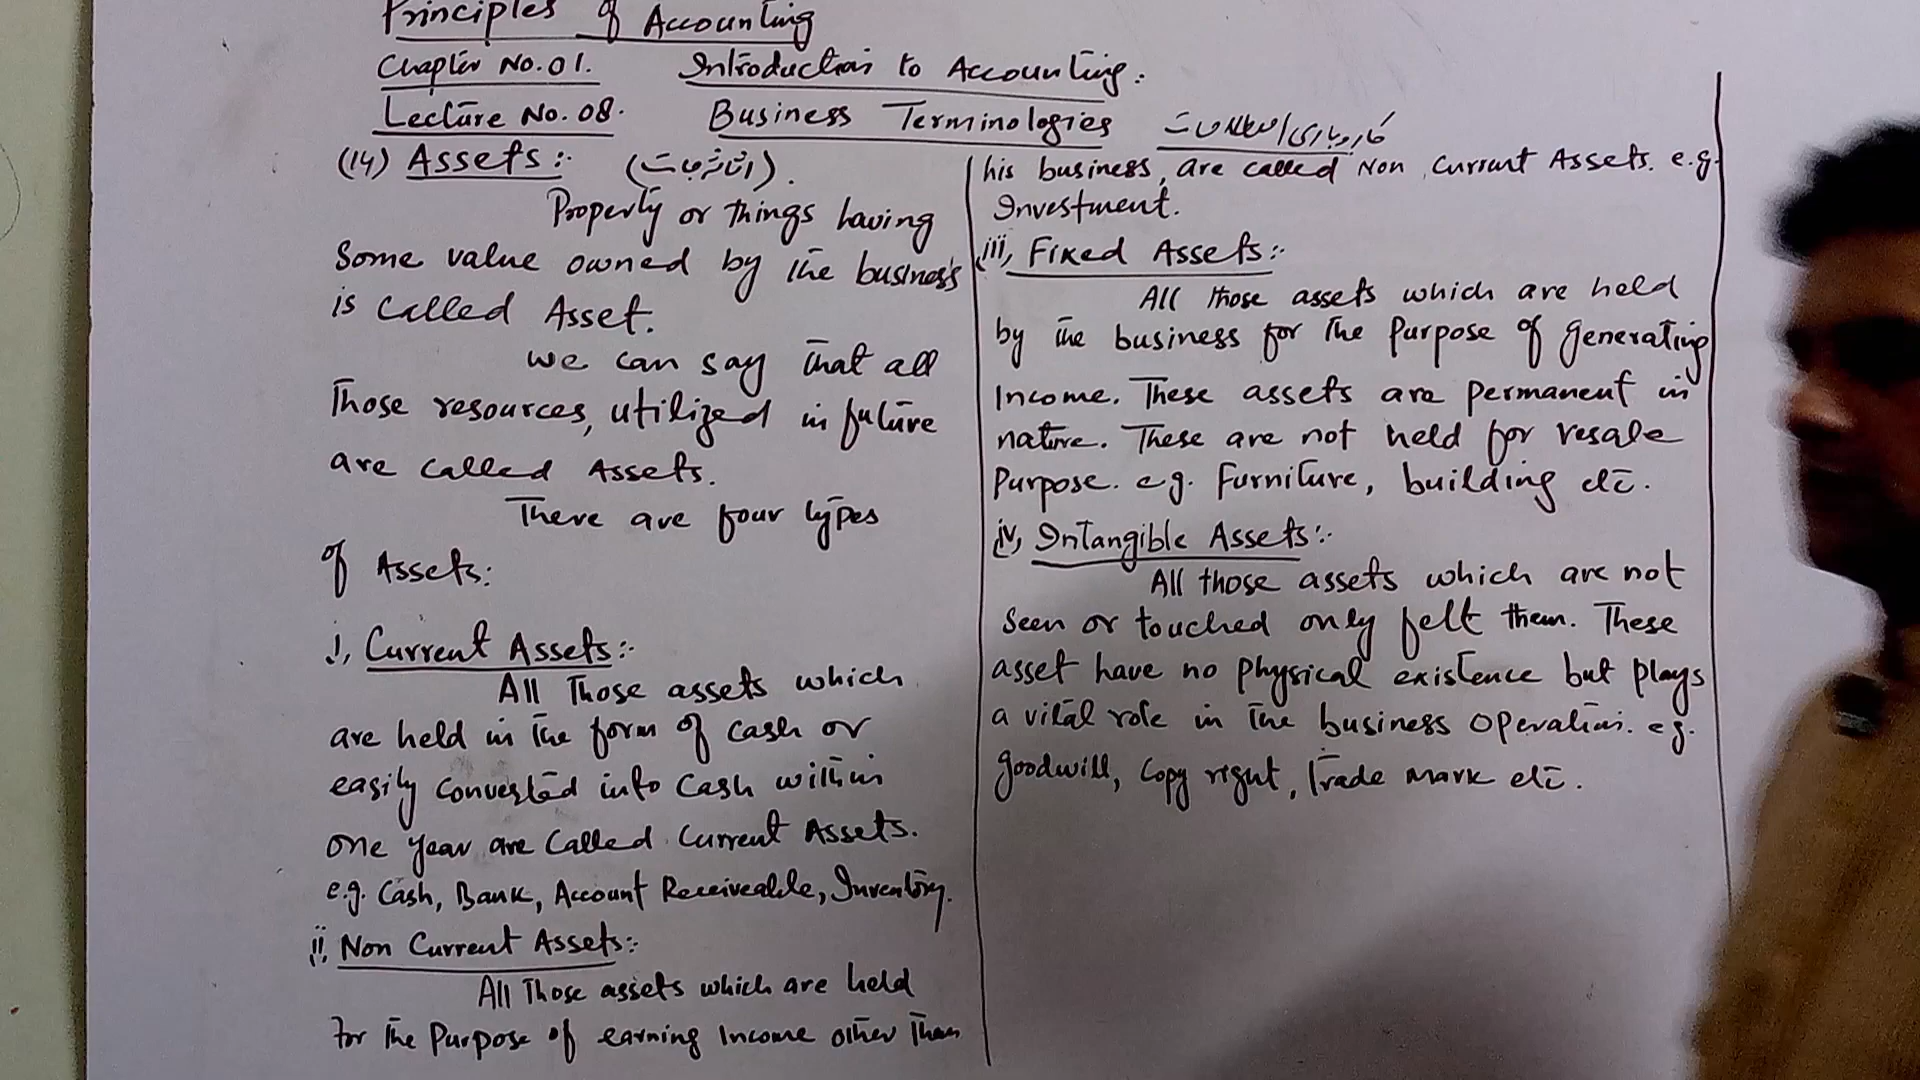 Principles of Accounting
Chapter No. 01. Introduction to Accounting.
Lecture No. 08. Business Terminologies کاروباری اصطلاحات
(14) Assets:- (اثاثہ جات).
Property or things having
Some value owned by the business
is Called Asset.
We can say that all
Those resources, utilized in future
are called Assets.
There are four types
of Assets:
i, Current Assets:-
All Those assets which
are held in the form of cash or
easily converted into cash within
one year are Called Current Assets.
e.g. Cash, Bank, Account Receiveable, Inventory.
ii, Non Current Assets:-
All Those assets which are held
For the Purpose of earning Income other Than
his business, are called Non Current Assets. e.g.
Investment.
iii, Fixed Assets:-
All those assets which are held
by the business for The Purpose of generating
Income. These assets are permanent in
nature. These are not held for resale
Purpose. e.g. Furniture, building etc.
iv, Intangible Assets:-
All those assets which are not
Seen or touched only felt them. These
asset have no physical existence but plays
a vital role in the business operation. e.g.
goodwill, Copy right, Trade mark etc.